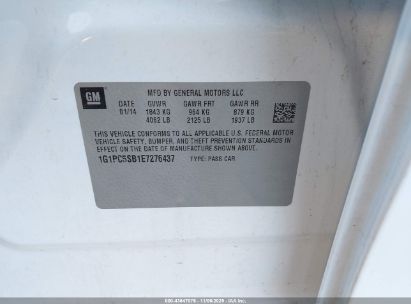 GM
MFD BY GENERAL MOTORS LLC
DATE GVWR GAWR FRT GAWR RR
01/14 1843 KG 964 KG 879 KG
4062 LB 2125 LB 1937 LB
THIS VEHICLE CONFORMS TO ALL APPLICABLE U.S. FEDERAL MOTOR
VEHICLE SAFETY, BUMPER, AND THEFT PREVENTION STANDARDS
IN EFFECT ON THE DATE OF MANUFACTURE SHOWN ABOVE.
1G1PC5SB1E7276437 TYPE: PASS CAR